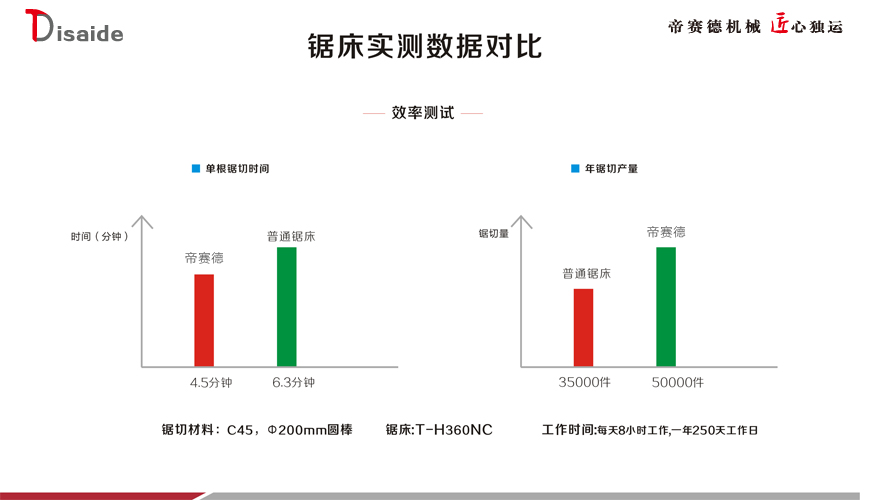 Disaide
帝赛德机械 匠心独运
锯床实测数据对比
效率测试
单根锯切时间
年锯切产量
时间（分钟）
普通锯床
帝赛德
4.5分钟
6.3分钟
锯切量
帝赛德
普通锯床
35000件
50000件
锯切材料：C45，Φ200mm圆棒
锯床:T-H360NC
工作时间:每天8小时工作,一年250天工作日